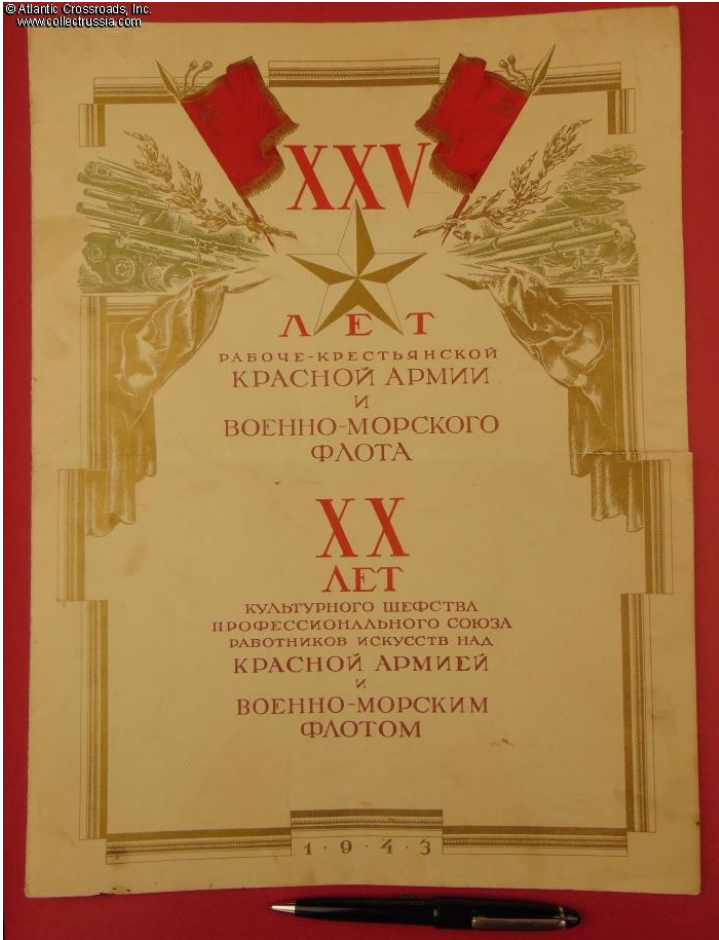 © Atlantic Crossroads, Inc.
www.collectrussia.com
XXV
ЛЕТ
РАБОЧЕ-КРЕСТЬЯНСКОЙ
КРАСНОЙ АРМИИ
И
ВОЕННО-МОРСКОГО
ФЛОТА
XX
ЛЕТ
КУЛЬТУРНОГО ШЕФСТВА
ПРОФЕССИОНАЛЬНОГО СОЮЗА
РАБОТНИКОВ ИСКУССТВ НАД
КРАСНОЙ АРМИЕЙ
И
ВОЕННО-МОРСКИМ
ФЛОТОМ
1·9·4·3